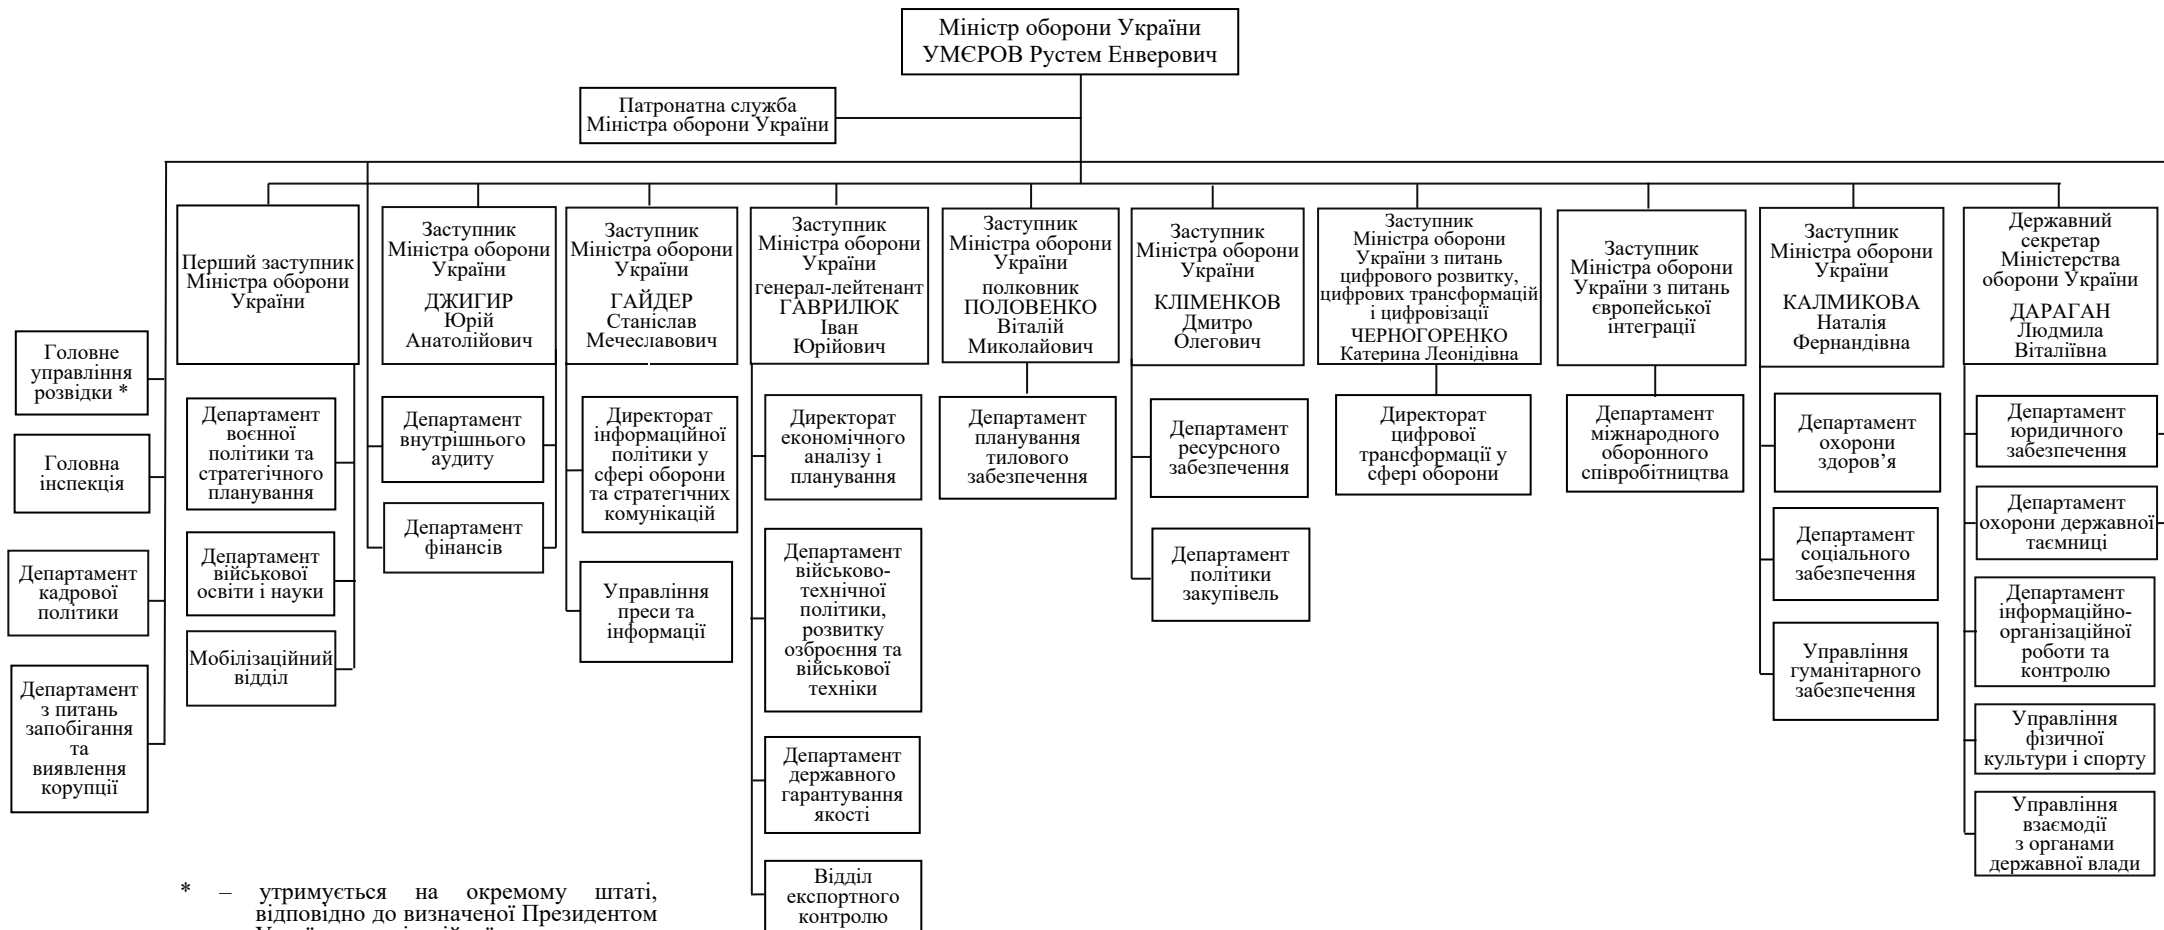 Міністр оборони України
УМЄРОВ Рустем Енверович
Патронатна служба
Міністра оборони України
Перший заступник
Міністра оборони
України
Заступник
Міністра оборони
України
ДЖИГИР
Юрій
Анатолійович
Заступник
Міністра оборони
України
ГАЙДЕР
Станіслав
Мечеславович
Заступник
Міністра оборони
України
генерал-лейтенант
ГАВРИЛЮК
Іван
Юрійович
Заступник
Міністра оборони
України
полковник
ПОЛОВЕНКО
Віталій
Миколайович
Заступник
Міністра оборони
України
КЛІМЕНКОВ
Дмитро
Олегович
Заступник
Міністра оборони
України з питань
цифрового розвитку,
цифрових трансформацій
і цифровізації
ЧЕРНОГОРЕНКО
Катерина Леонідівна
Заступник
Міністра оборони
України з питань
європейської
інтеграції
Заступник
Міністра оборони
України
КАЛМИКОВА
Наталія
Фернандівна
Державний
секретар
Міністерства
оборони України
ДАРАГАН
Людмила
Віталіївна
Головне
управління
розвідки *
Головна
інспекція
Департамент
кадрової
політики
Департамент
з питань
запобігання
та
виявлення
корупції
Департамент
воєнної
політики та
стратегічного
планування
Департамент
військової
освіти і науки
Мобілізаційний
відділ
Департамент
внутрішнього
аудиту
Департамент
фінансів
Директорат
інформаційної
політики у
сфері оборони
та стратегічних
комунікацій
Управління
преси та
інформації
Директорат
економічного
аналізу і
планування
Департамент
військово-
технічної
політики,
розвитку
озброєння та
військової
техніки
Департамент
державного
гарантування
якості
Відділ
експортного
контролю
Департамент
планування
тилового
забезпечення
Департамент
ресурсного
забезпечення
Департамент
політики
закупівель
Директорат
цифрової
трансформації у
сфері оборони
Департамент
міжнародного
оборонного
співробітництва
Департамент
охорони
здоров’я
Департамент
соціального
забезпечення
Управління
гуманітарного
забезпечення
Департамент
юридичного
забезпечення
Департамент
охорони державної
таємниці
Департамент
інформаційно-
організаційної
роботи та
контролю
Управління
фізичної
культури і спорту
Управління
взаємодії
з органами
державної влади
* – утримується на окремому штаті,
відповідно до визначеної Президентом